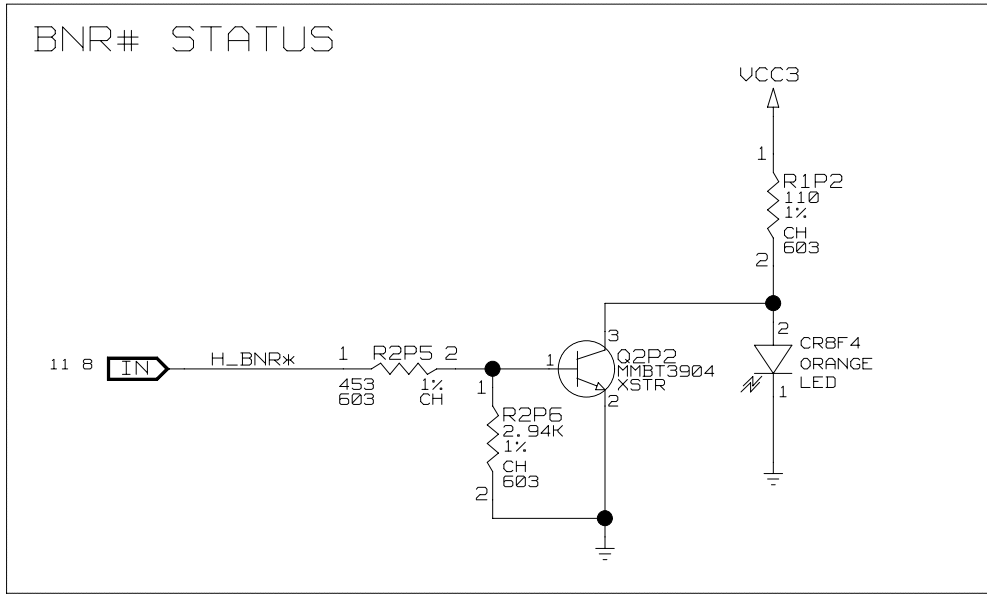 BNR# STATUS
VCC3
1
R1P2
110
1%
CH
603
2
11 8 IN H_BNR*
1 R2P5 2
453 1%
603 CH
1
R2P6
2.94K
1%
CH
603
2
1
3
Q2P2
MMBT3904
XSTR
2
2
CR8F4
ORANGE
LED
1